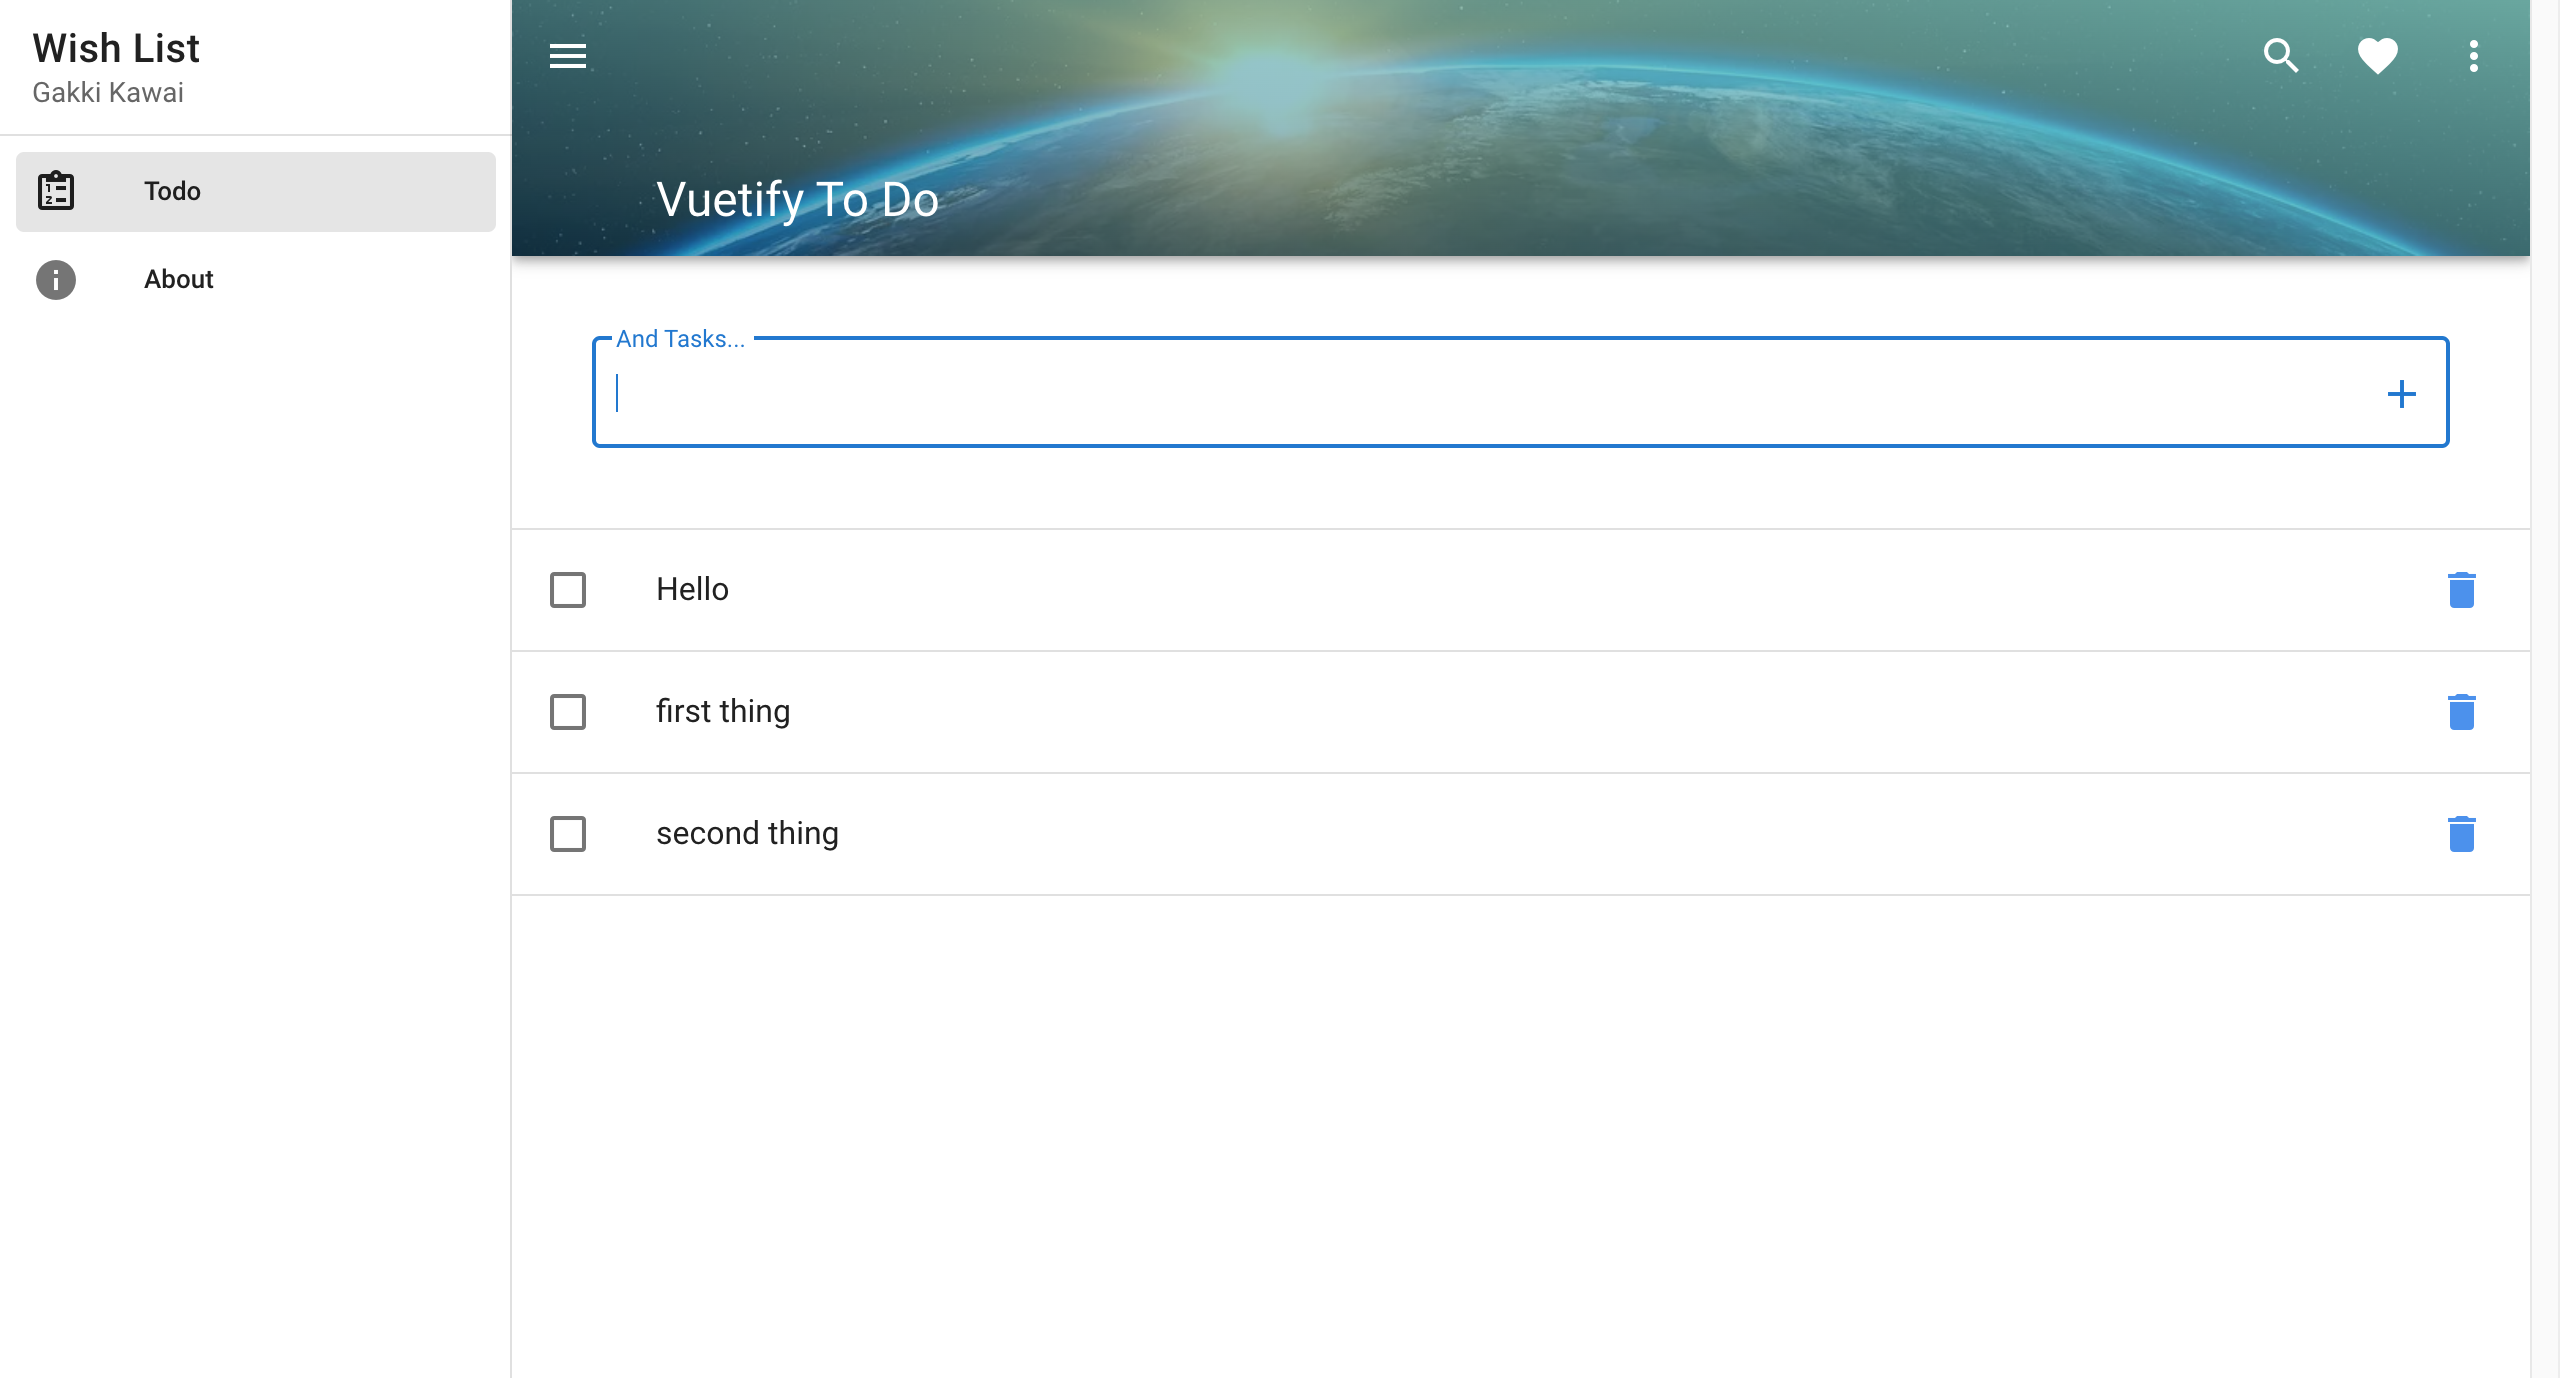 Wish List
Gakki Kawai
Todo
About
Vuetify To Do
And Tasks...
Hello
first thing
second thing